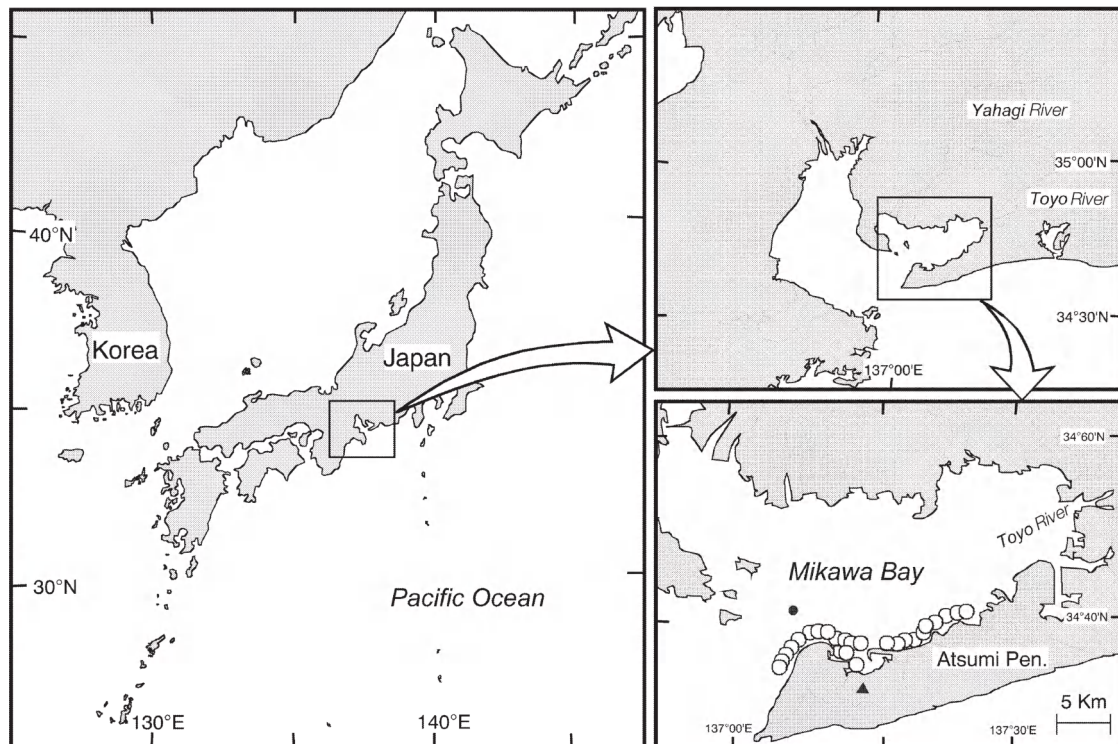 40°N
Korea
Japan
30°N
Pacific Ocean
130°E
140°E
Yahagi River
35°00'N
Toyo River
34°30'N
137°00'E
34°60'N
Toyo River
Mikawa Bay
34°40'N
Atsumi Pen.
5 Km
137°00'E
137°30'E